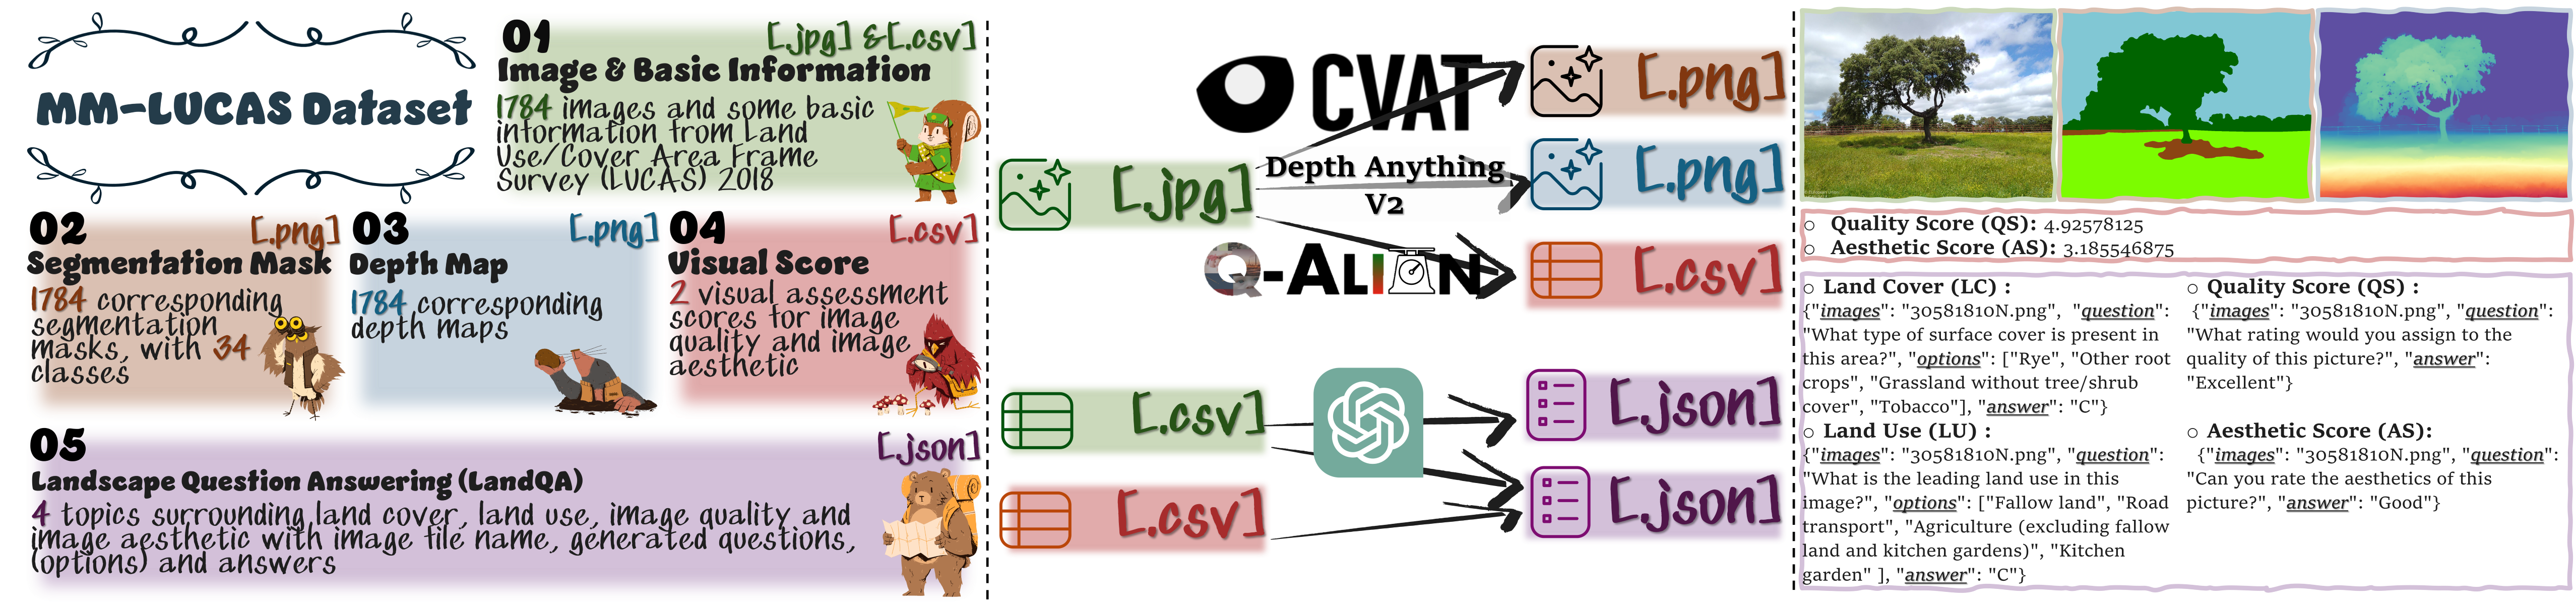 MM-LUCAS Dataset
01
[.jpg] &[.csv]
Image & Basic Information
1784 images and some basic
information from Land
Use/Cover Area Frame
Survey (LUCAS) 2018
02
[.png]
Segmentation Mask
1784 corresponding
segmentation
masks, with 34
classes
03
[.png]
Depth Map
1784 corresponding
depth maps
04
[.csv]
Visual Score
2 visual assessment
scores for image
quality and image
aesthetic
05
[.json]
Landscape Question Answering (LandQA)
4 topics surrounding land cover, land use, image quality and
image aesthetic with image file name, generated questions,
(options) and answers
CVAT
[.png]
[.jpg]
Depth Anything
V2
[.png]
Q-ALIGN
[.csv]
[.csv]
[.json]
[.csv]
[.json]
○ Quality Score (QS): 4.92578125
○ Aesthetic Score (AS): 3.185546875
○ Land Cover (LC) :
{"images": "30581810N.png", "question":
"What type of surface cover is present in
this area?", "options": ["Rye", "Other root
crops", "Grassland without tree/shrub
cover", "Tobacco"], "answer": "C"}
○ Land Use (LU) :
{"images": "30581810N.png", "question":
"What is the leading land use in this
image?", "options": ["Fallow land", "Road
transport", "Agriculture (excluding fallow
land and kitchen gardens)", "Kitchen
garden" ], "answer": "C"}
○ Quality Score (QS) :
{"images": "30581810N.png", "question":
"What rating would you assign to the
quality of this picture?", "answer":
"Excellent"}
○ Aesthetic Score (AS):
{"images": "30581810N.png", "question":
"Can you rate the aesthetics of this
picture?", "answer": "Good"}